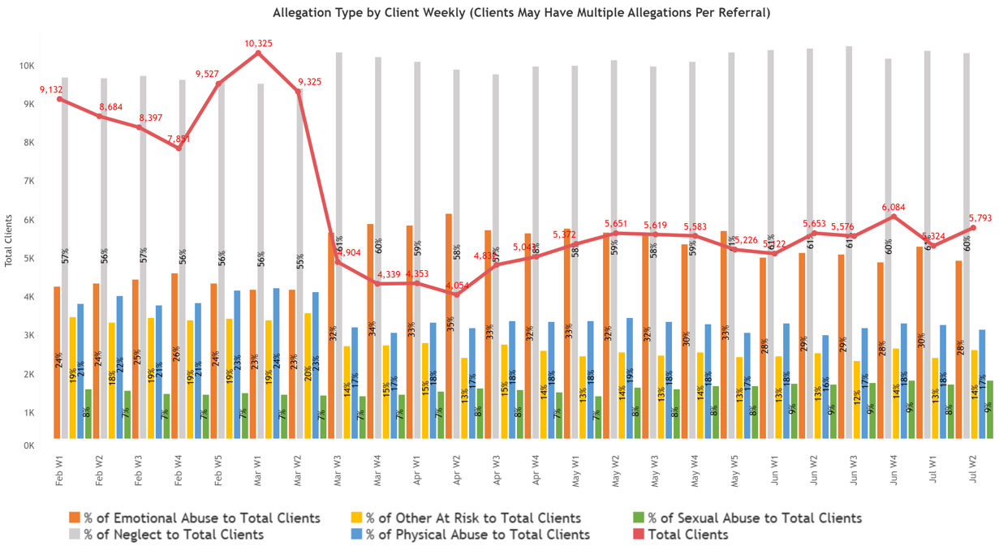 Allegation Type by Client Weekly (Clients May Have Multiple Allegations Per Referral)
Total Clients
10K
9K
8K
7K
6K
5K
4K
3K
2K
1K
0K
9,132
8,684
8,397
7,851
9,527
10,325
9,325
4,904
4,339
4,353
4,054
5,372
5,651
5,619
5,583
5,226
5,653
5,576
6,084
5,324
5,793
24% 57% 19% 21% 8%
24% 56% 18% 22% 7%
25% 57% 19% 21% 7%
26% 56% 19% 21% 7%
24% 56% 19% 23% 7%
23% 56% 19% 24% 7%
23% 55% 20% 23% 7%
32% 61% 14% 17% 7%
34% 60% 15% 17% 7%
33% 59% 15% 18% 7%
35% 58% 13% 17% 8%
33% 57% 15% 18% 8%
32% 14% 18% 7%
33% 58% 13% 18% 7%
32% 59% 14% 19% 8%
32% 58% 13% 18% 8%
30% 59% 14% 18% 8%
33% 13% 17% 8%
28% 61% 13% 18% 9%
29% 61% 13% 16% 9%
29% 61% 12% 17% 9%
28% 60% 14% 18% 9%
30% 61% 13% 18% 8%
28% 60% 14% 17% 9%
Feb W1
Feb W2
Feb W3
Feb W4
Feb W5
Mar W1
Mar W2
Mar W3
Mar W4
Apr W1
Apr W2
Apr W3
Apr W4
May W1
May W2
May W3
May W4
May W5
Jun W1
Jun W2
Jun W3
Jun W4
Jul W1
Jul W2
% of Emotional Abuse to Total Clients
% of Other At Risk to Total Clients
% of Sexual Abuse to Total Clients
% of Neglect to Total Clients
% of Physical Abuse to Total Clients
Total Clients